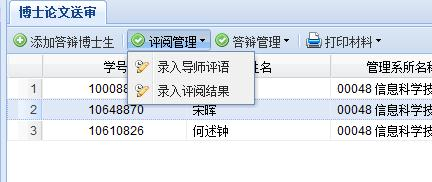 博士论文送审
添加答辩博士生 评阅管理 答辩管理 打印材料
学号 姓名 管理系所名称
录入导师评语
录入评阅结果
1 10008 00048 信息科学技
2 10648870 宋晖 00048 信息科学技
3 10610826 何述钟 00048 信息科学技